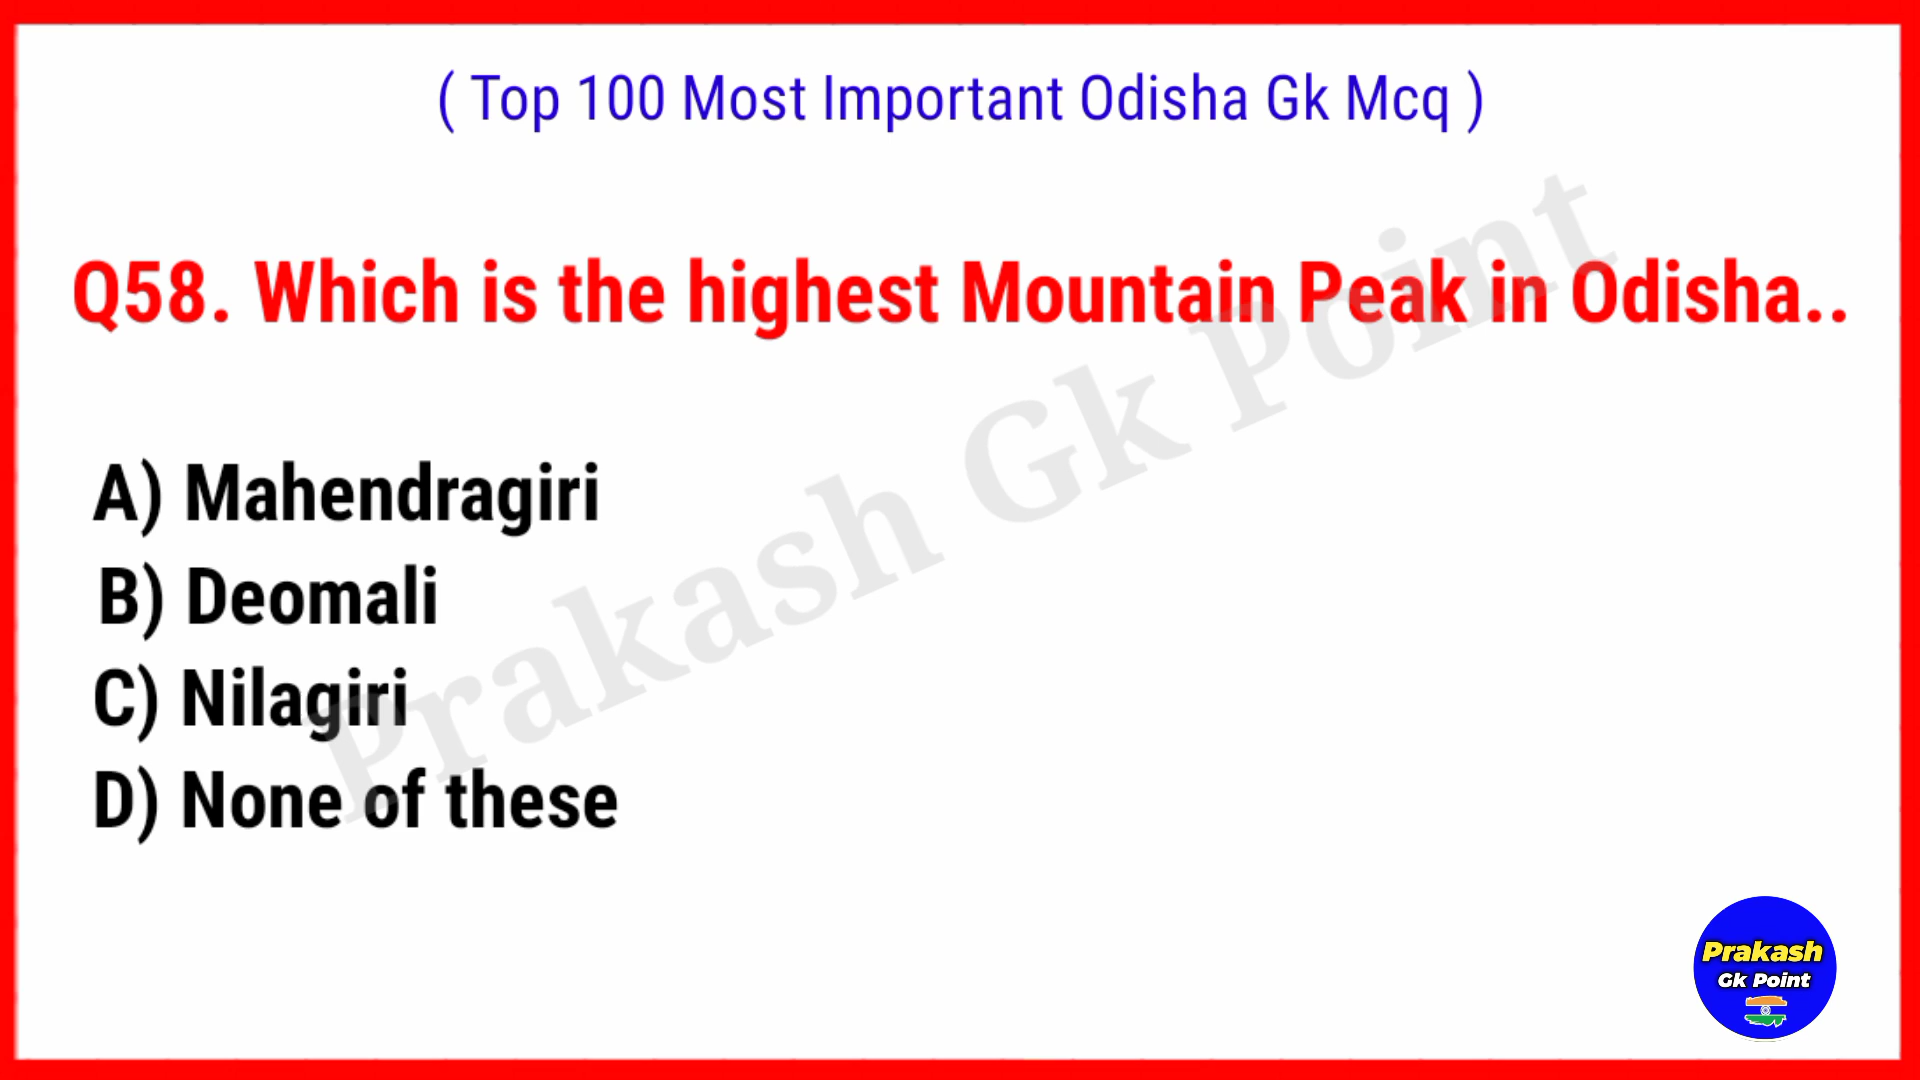 ( Top 100 Most Important Odisha Gk Mcq )
Q58. Which is the highest Mountain Peak in Odisha..
A) Mahendragiri
B) Deomali
C) Nilagiri
D) None of these
Prakash Gk Point
Prakash
Gk Point